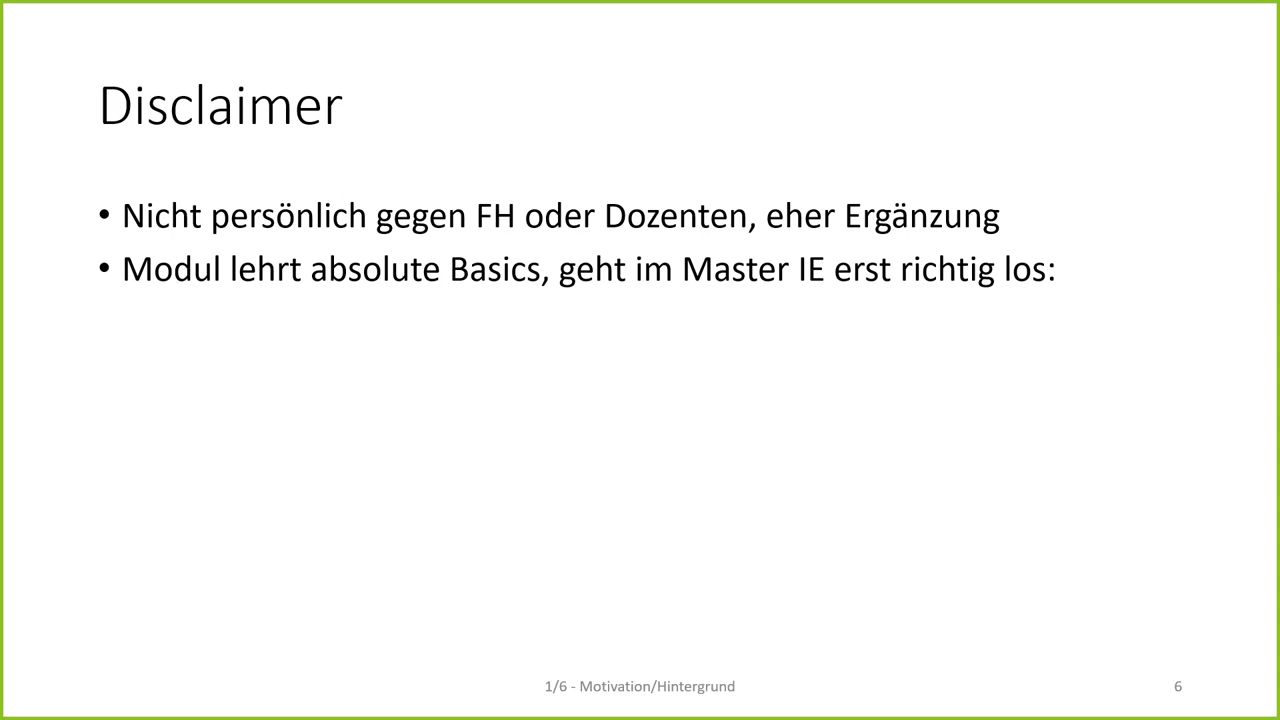 Disclaimer
• Nicht persönlich gegen FH oder Dozenten, eher Ergänzung
• Modul lehrt absolute Basics, geht im Master IE erst richtig los:
1/6 - Motivation/Hintergrund
6